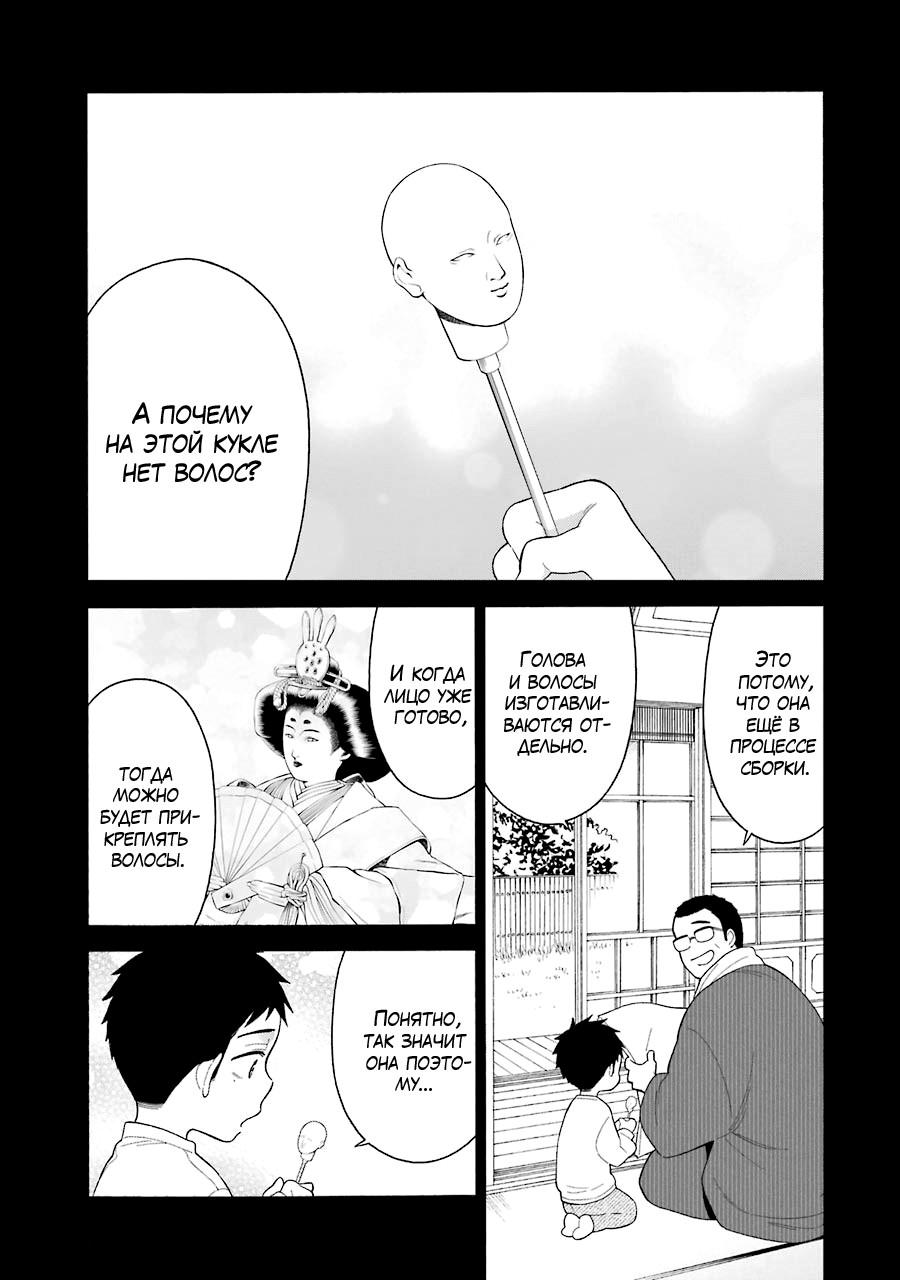 А ПОЧЕМУ
НА ЭТОЙ КУКЛЕ
НЕТ ВОЛОС?
ЭТО
ПОТОМУ,
ЧТО ОНА
ЕЩЁ В
ПРОЦЕССЕ
СБОРКИ.
ГОЛОВА
И ВОЛОСЫ
ИЗГОТАВЛИ-
ВАЮТСЯ ОТ-
ДЕЛЬНО.
И КОГДА
ЛИЦО УЖЕ
ГОТОВО,
ТОГДА
МОЖНО
БУДЕТ ПРИ-
КРЕПЛЯТЬ
ВОЛОСЫ.
ПОНЯТНО,
ТАК ЗНАЧИТ
ОНА ПОЭТО-
МУ...